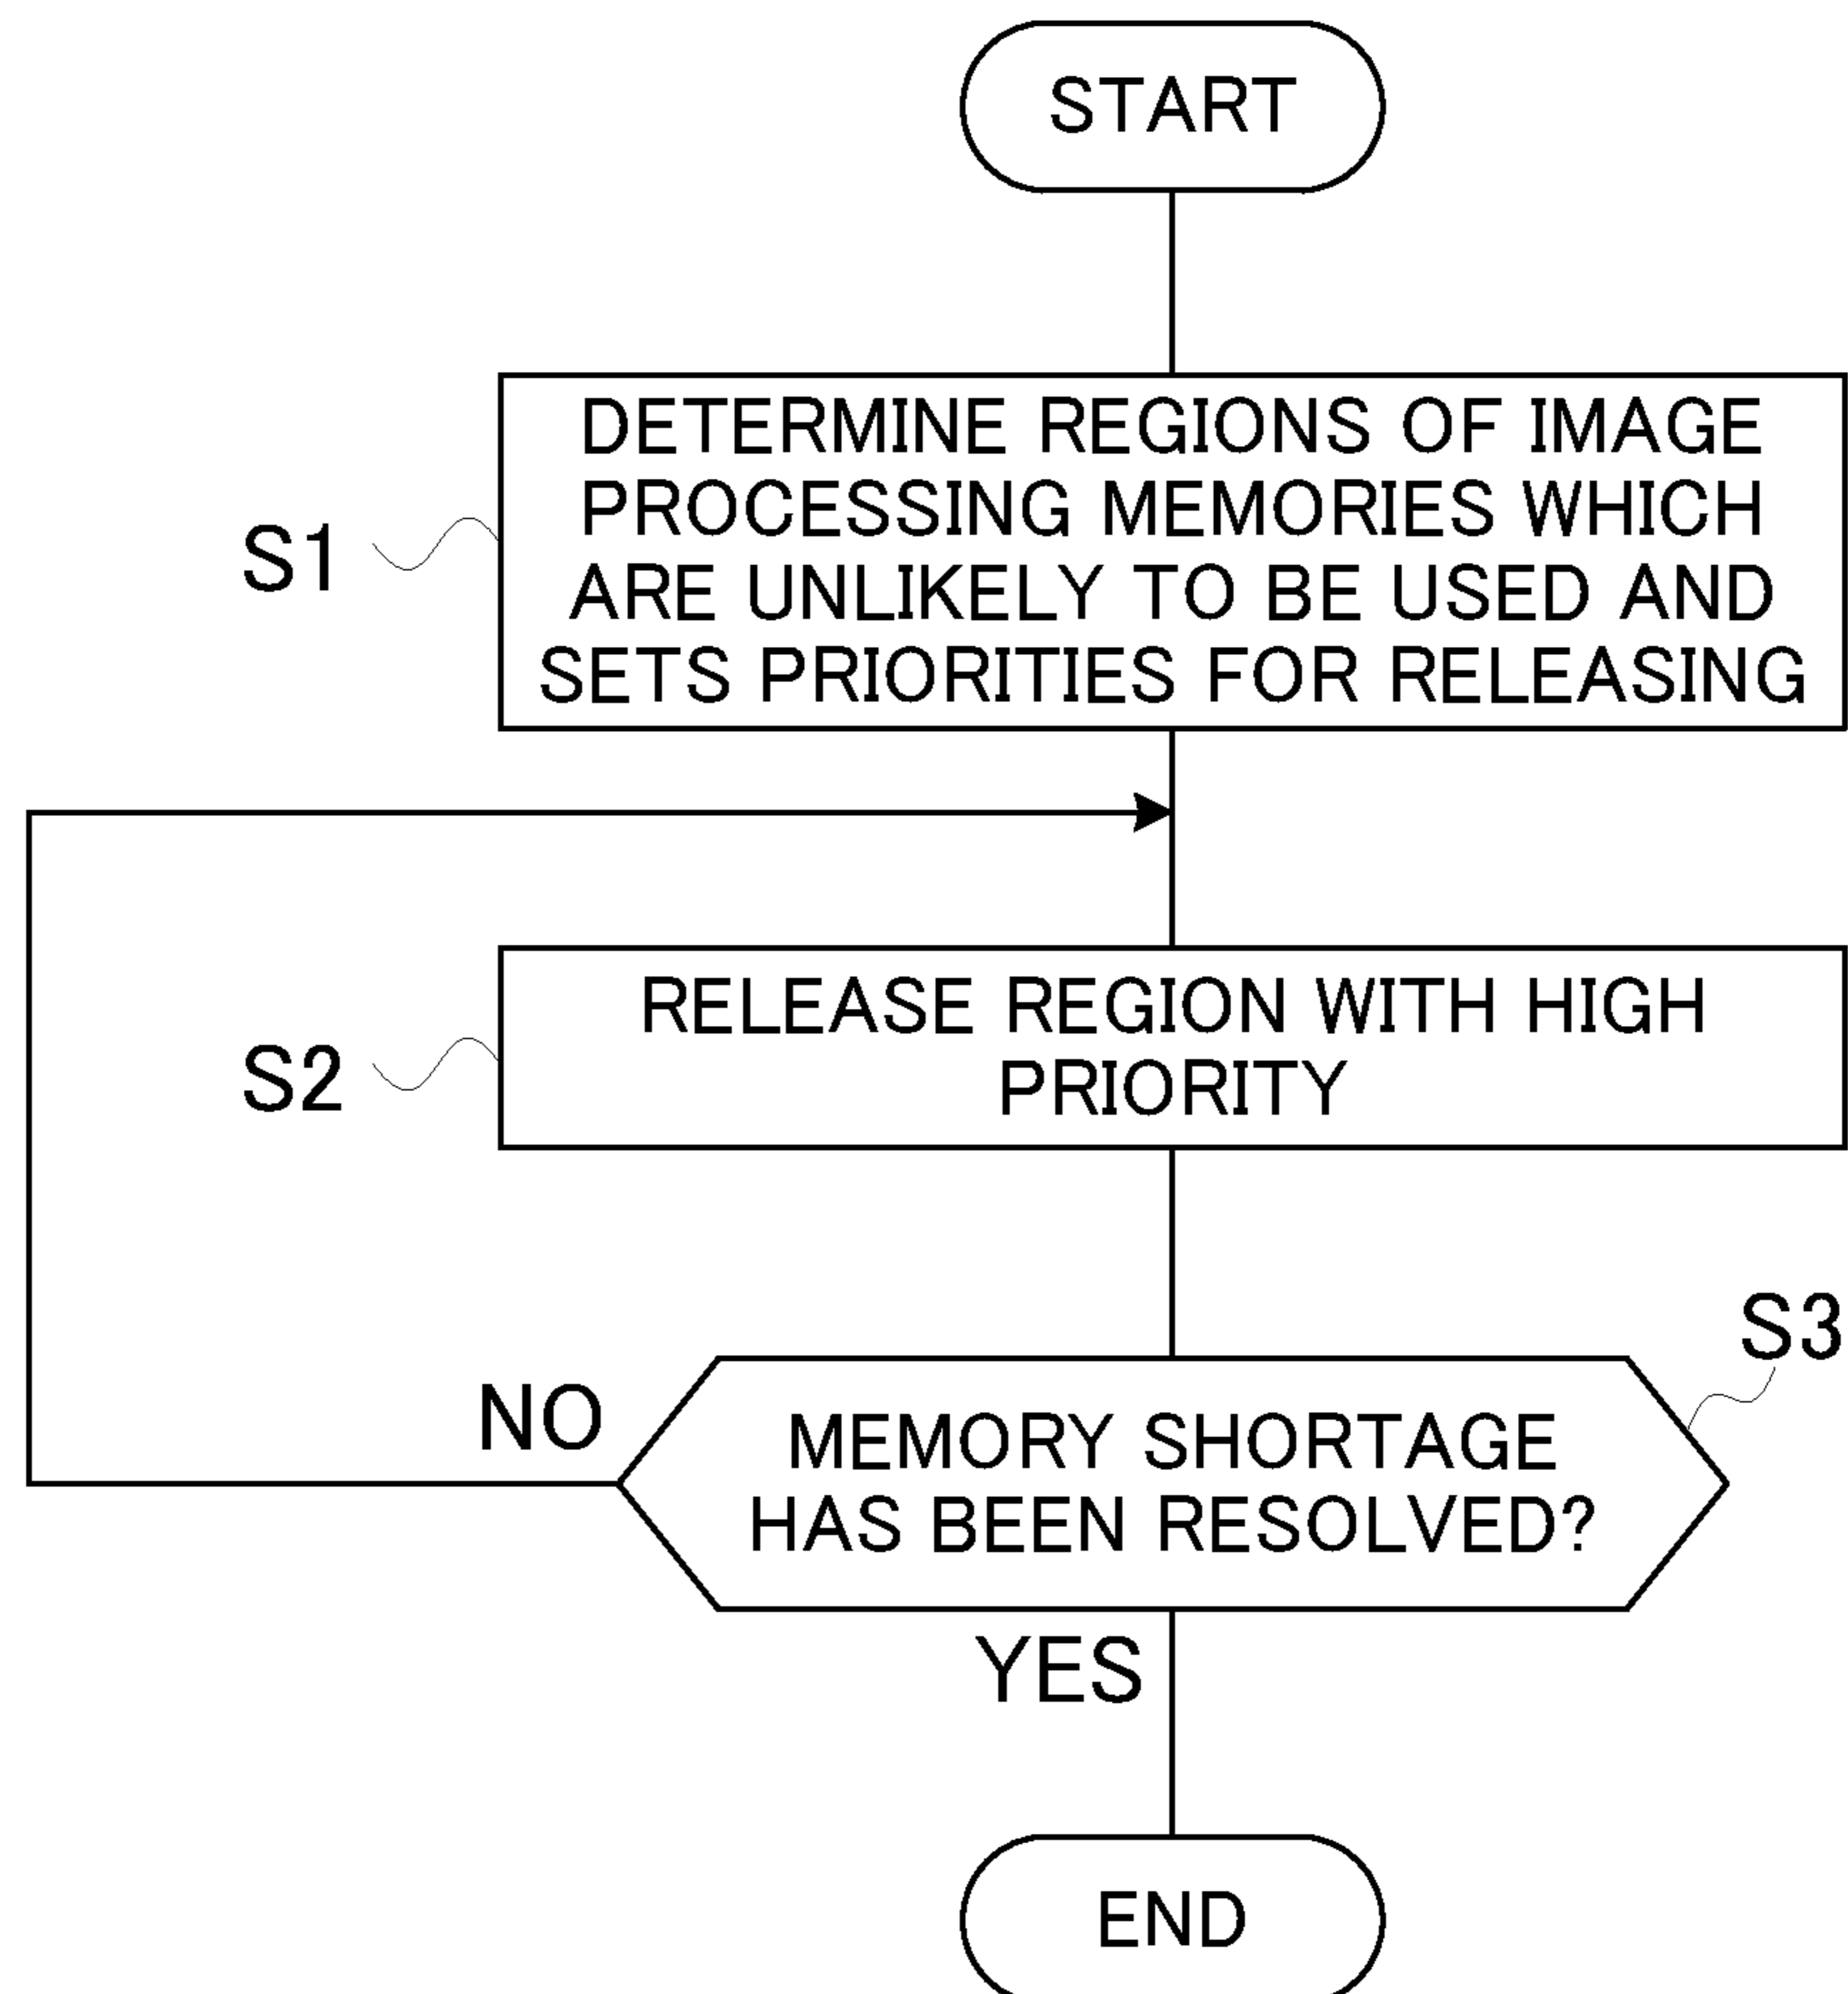 START
DETERMINE REGIONS OF IMAGE
PROCESSING MEMORIES WHICH
ARE UNLIKELY TO BE USED AND
SETS PRIORITIES FOR RELEASING
S1
RELEASE REGION WITH HIGH
PRIORITY
S2
S3
NO
MEMORY SHORTAGE
HAS BEEN RESOLVED?
YES
END